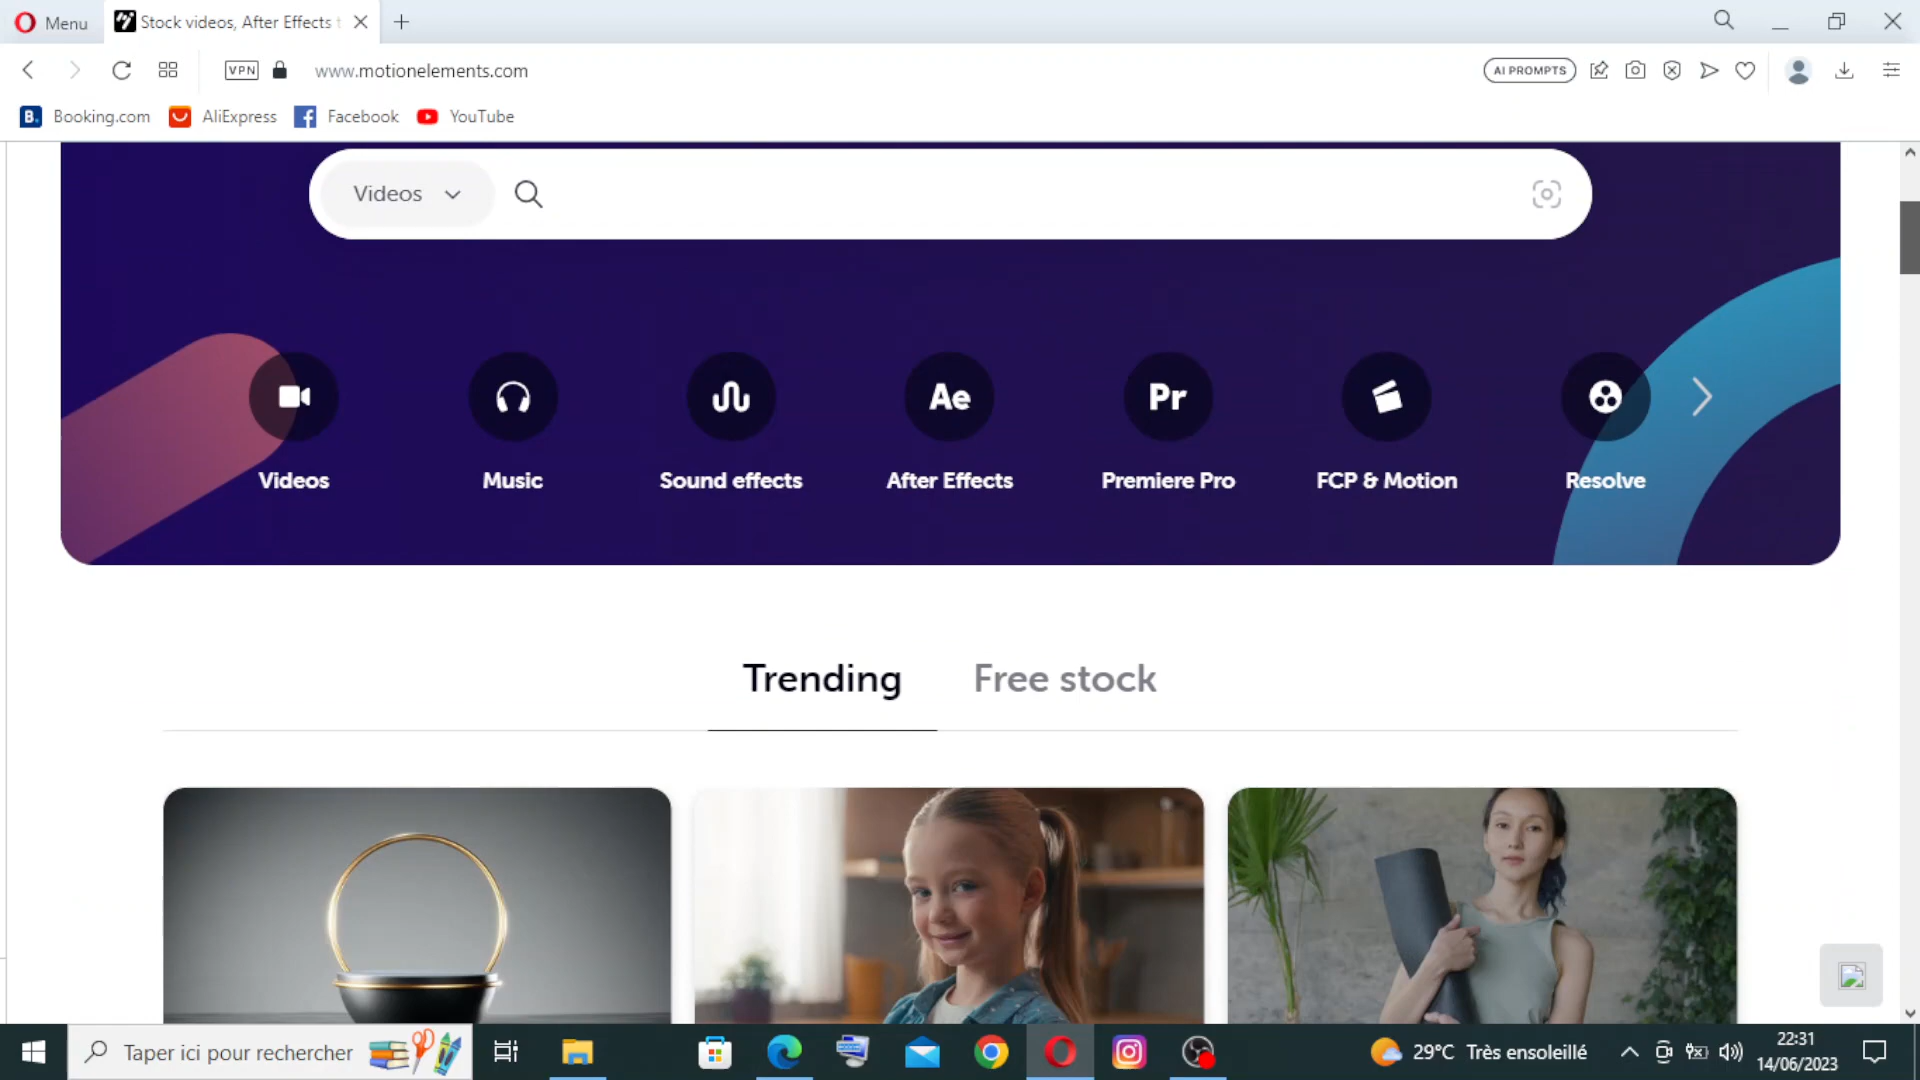 Menu
Stock videos, After Effects t
VPN
www.motionelements.com
AI PROMPTS
B. Booking.com
AliExpress
Facebook
YouTube
Videos
Ae
Pr
Videos
Music
Sound effects
After Effects
Premiere Pro
FCP & Motion
Resolve
Trending
Free stock
Taper ici pour rechercher
29°C Très ensoleillé
22:31
14/06/2023